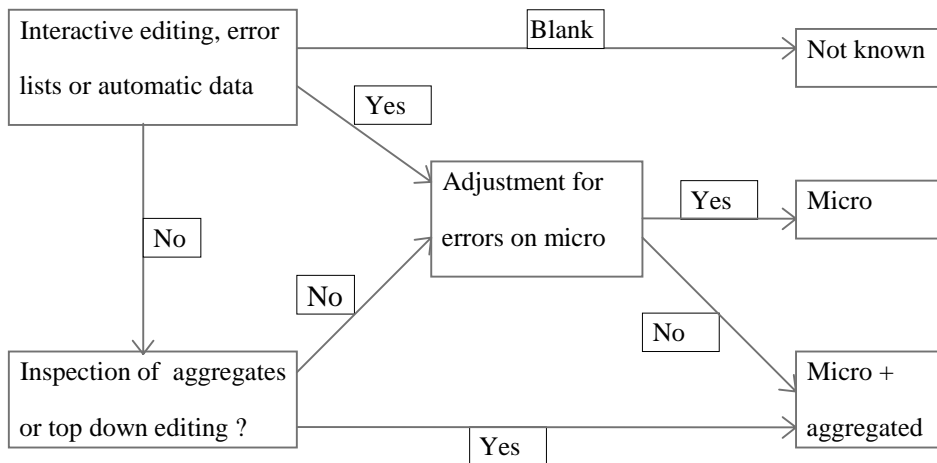 Interactive editing, error
lists or automatic data
Blank
Not known
Yes
Adjustment for
errors on micro
Yes
Micro
No
No
No
Inspection of aggregates
or top down editing ?
Yes
Micro +
aggregated